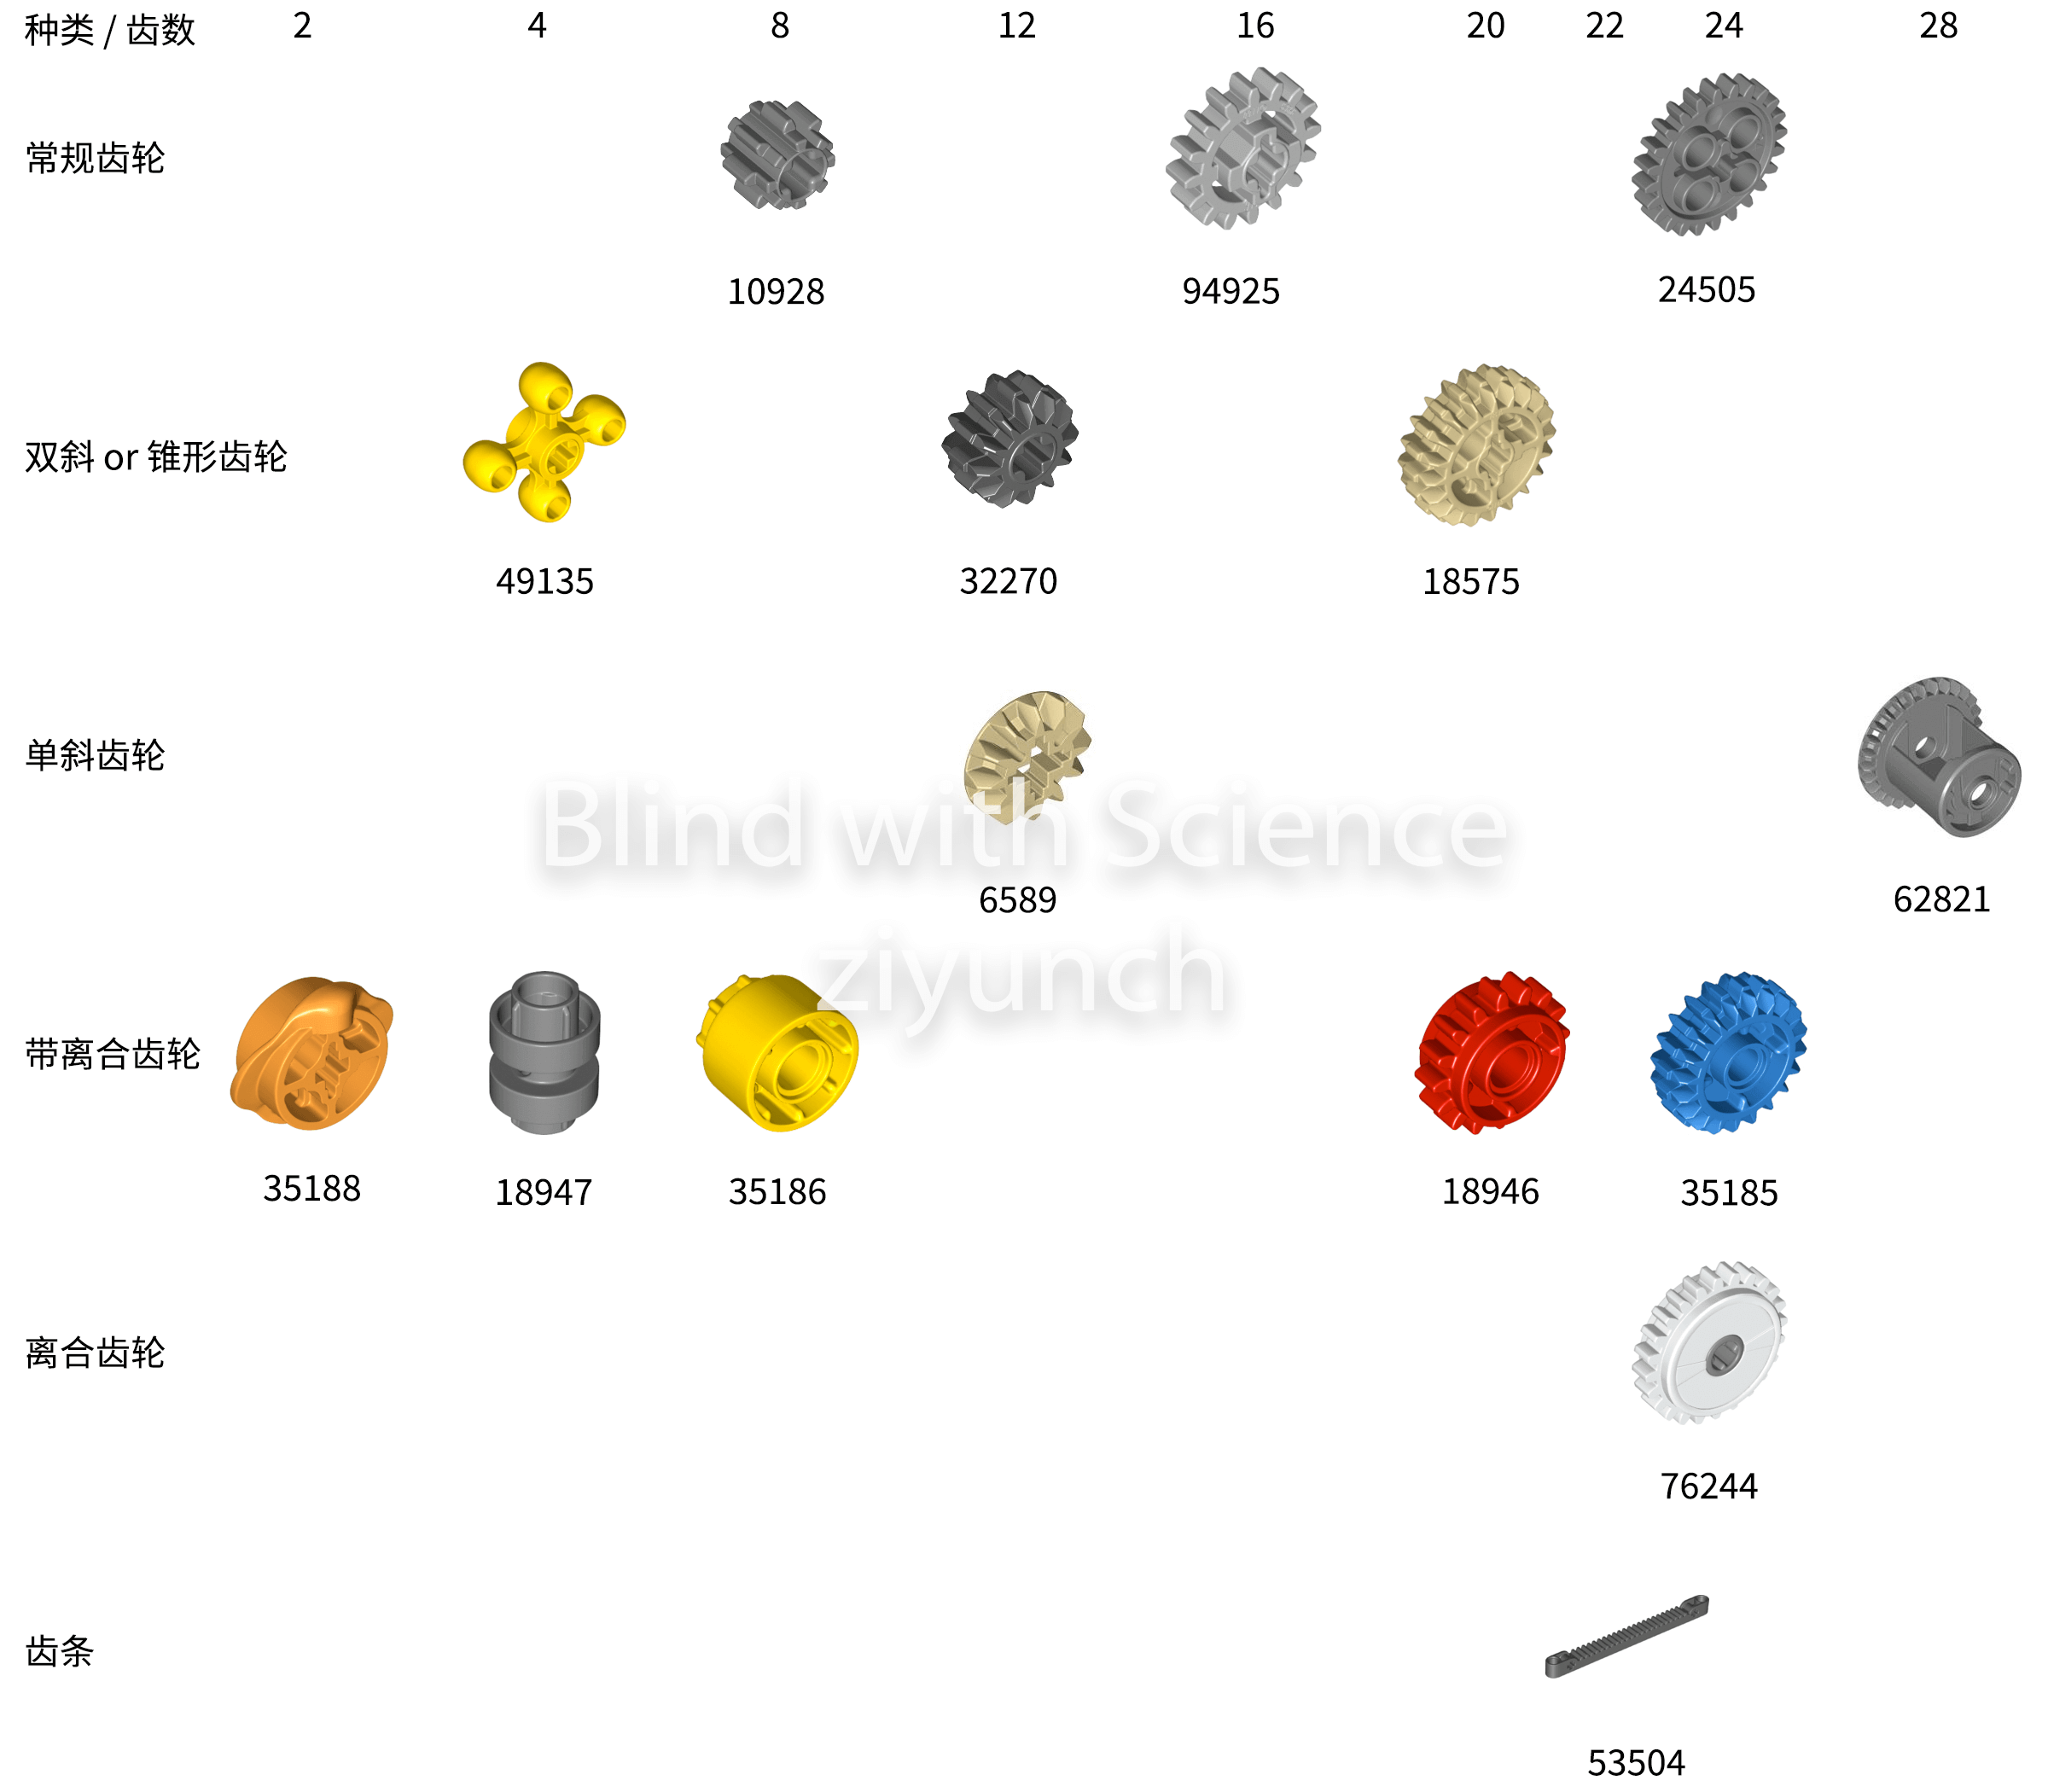 种类 / 齿数 2 4 8 12 16 20 22 24 28
常规齿轮
10928 94925 24505
双斜 or 锥形齿轮
49135 32270 18575
单斜齿轮
Blind with Science
6589 62821
ziyunch
带离合齿轮
35188 18947 35186 18946 35185
离合齿轮
76244
齿条
53504